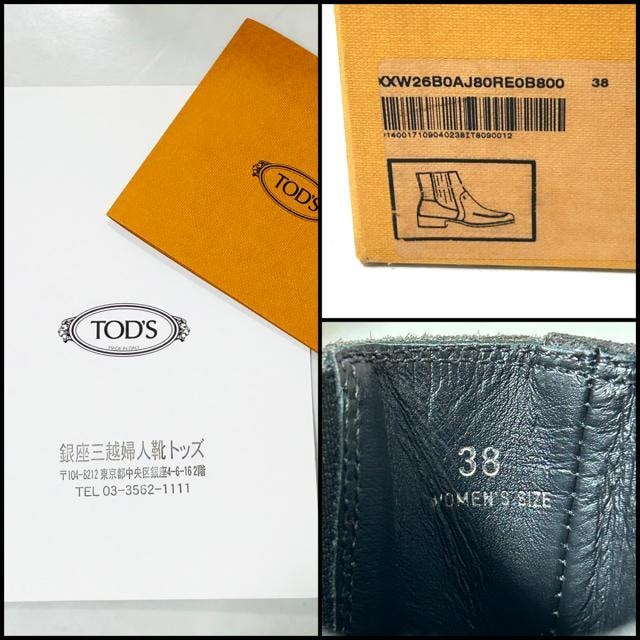 TOD'S
TOD'S
MADE IN ITALY
銀座三越婦人靴トッズ
〒104-8212 東京都中央区銀座4-6-16 2階
TEL 03-3562-1111
XXW26B0AJ80RE0B800 38
0140017109040238IT8090012
38
WOMEN'S SIZE